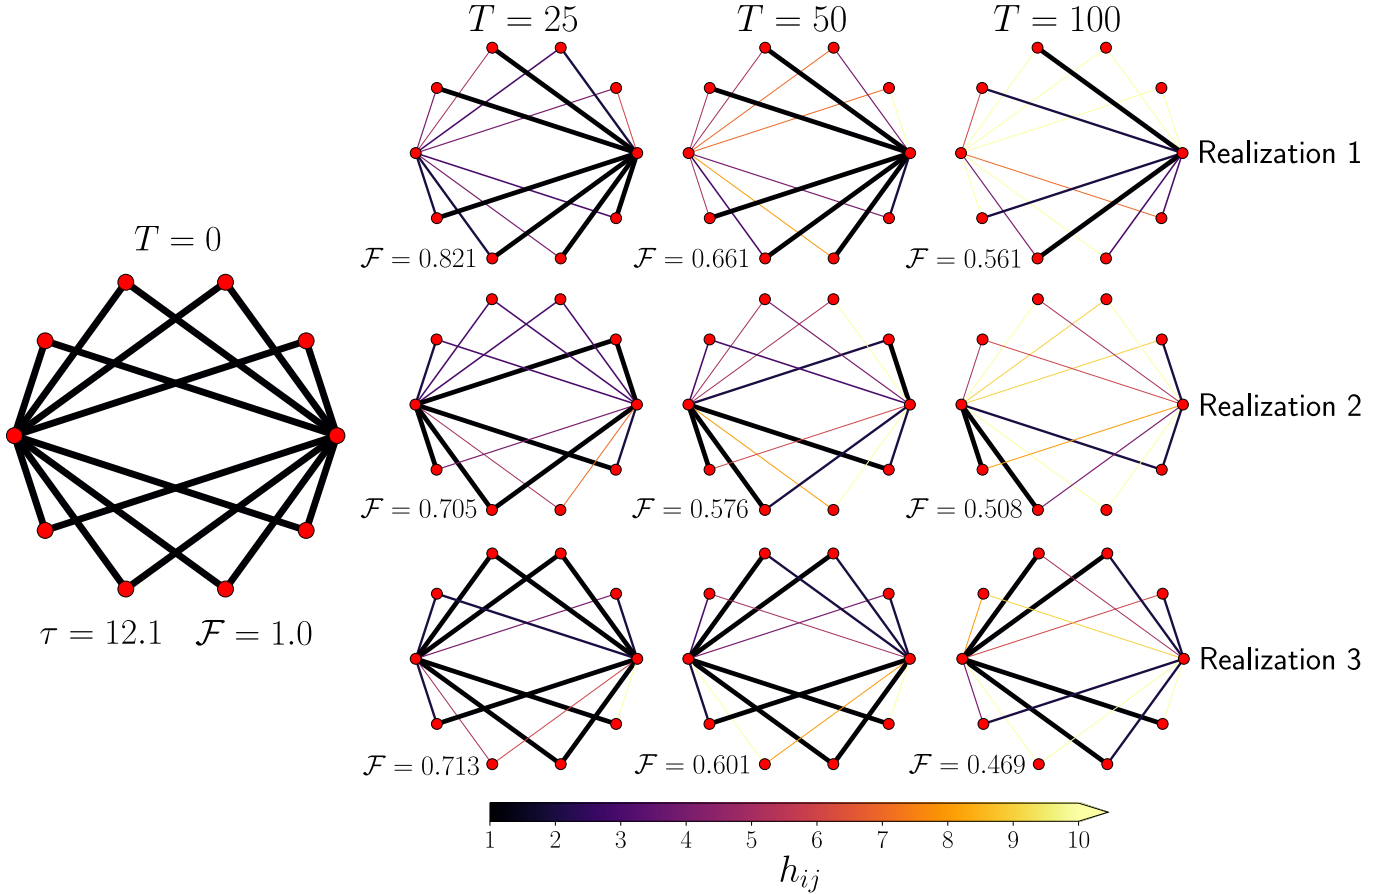 T = 25
T = 50
T = 100
Realization 1
F = 0.821
F = 0.661
F = 0.561
T = 0
Realization 2
F = 0.705
F = 0.576
F = 0.508
τ = 12.1 F = 1.0
Realization 3
F = 0.713
F = 0.601
F = 0.469
1 2 3 4 5 6 7 8 9 10
h_{ij}